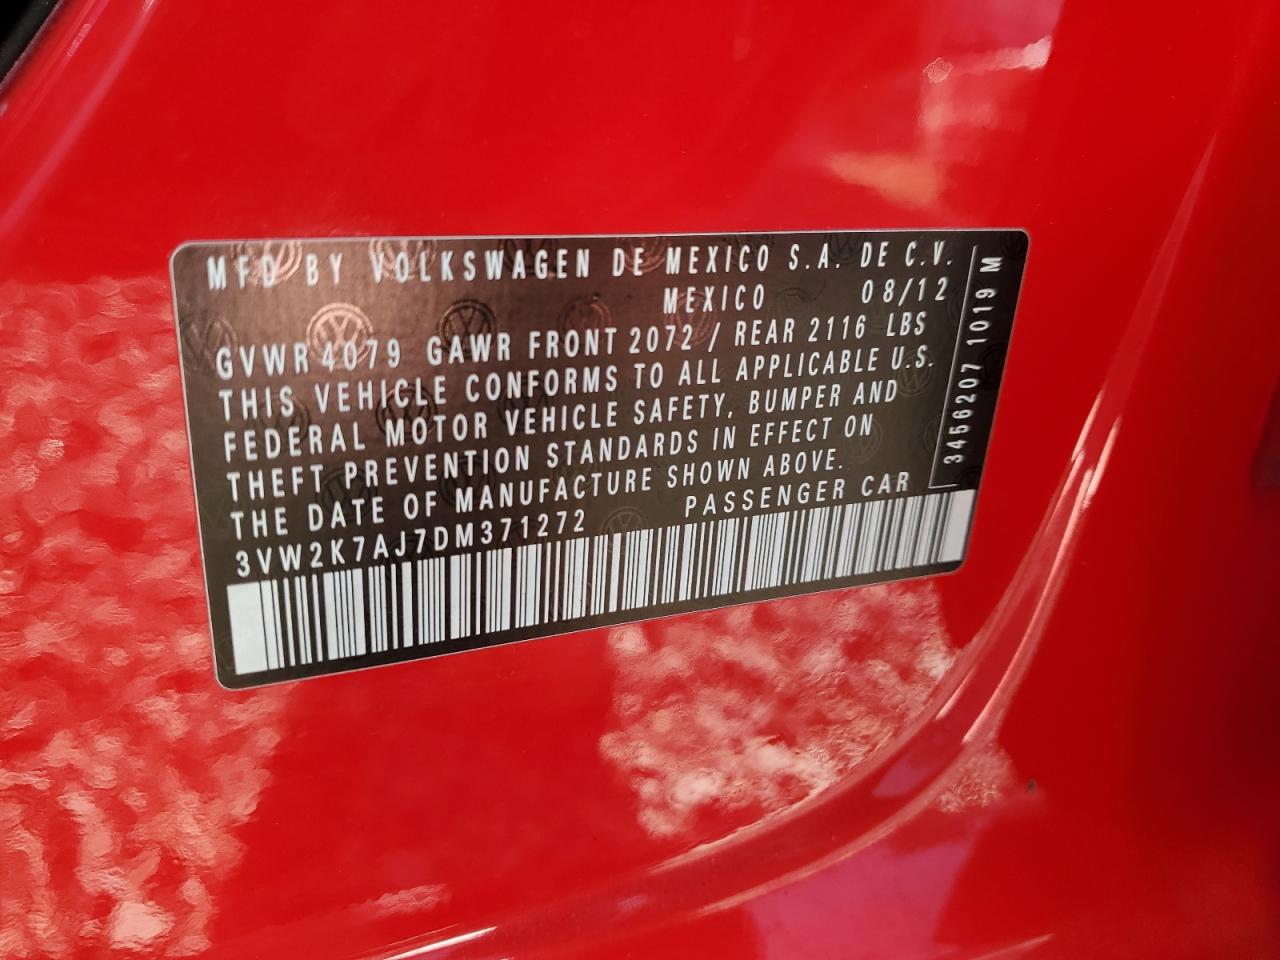 MFD BY VOLKSWAGEN DE MEXICO S.A. DE C.V.
MEXICO 08/12
GVWR 4079 GAWR FRONT 2072 / REAR 2116 LBS
THIS VEHICLE CONFORMS TO ALL APPLICABLE U.S.
FEDERAL MOTOR VEHICLE SAFETY, BUMPER AND
THEFT PREVENTION STANDARDS IN EFFECT ON
THE DATE OF MANUFACTURE SHOWN ABOVE.
3VW2K7AJ7DM371272 PASSENGER CAR
3456207 1019 M